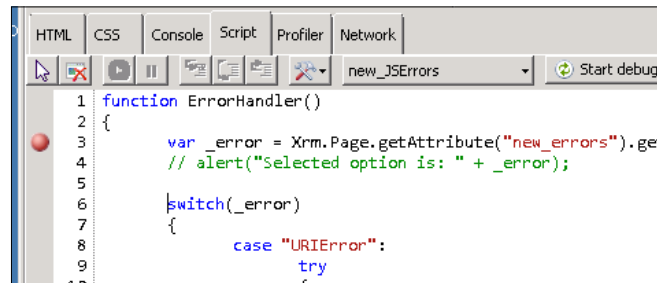 HTML CSS Console Script Profiler Network
new_JSErrors Start debug
1 function ErrorHandler()
2 {
3 var _error = Xrm.Page.getAttribute("new_errors").ge
4 // alert("Selected option is: " + _error);
5
6 switch(_error)
7 {
8 case "URIError":
9 try